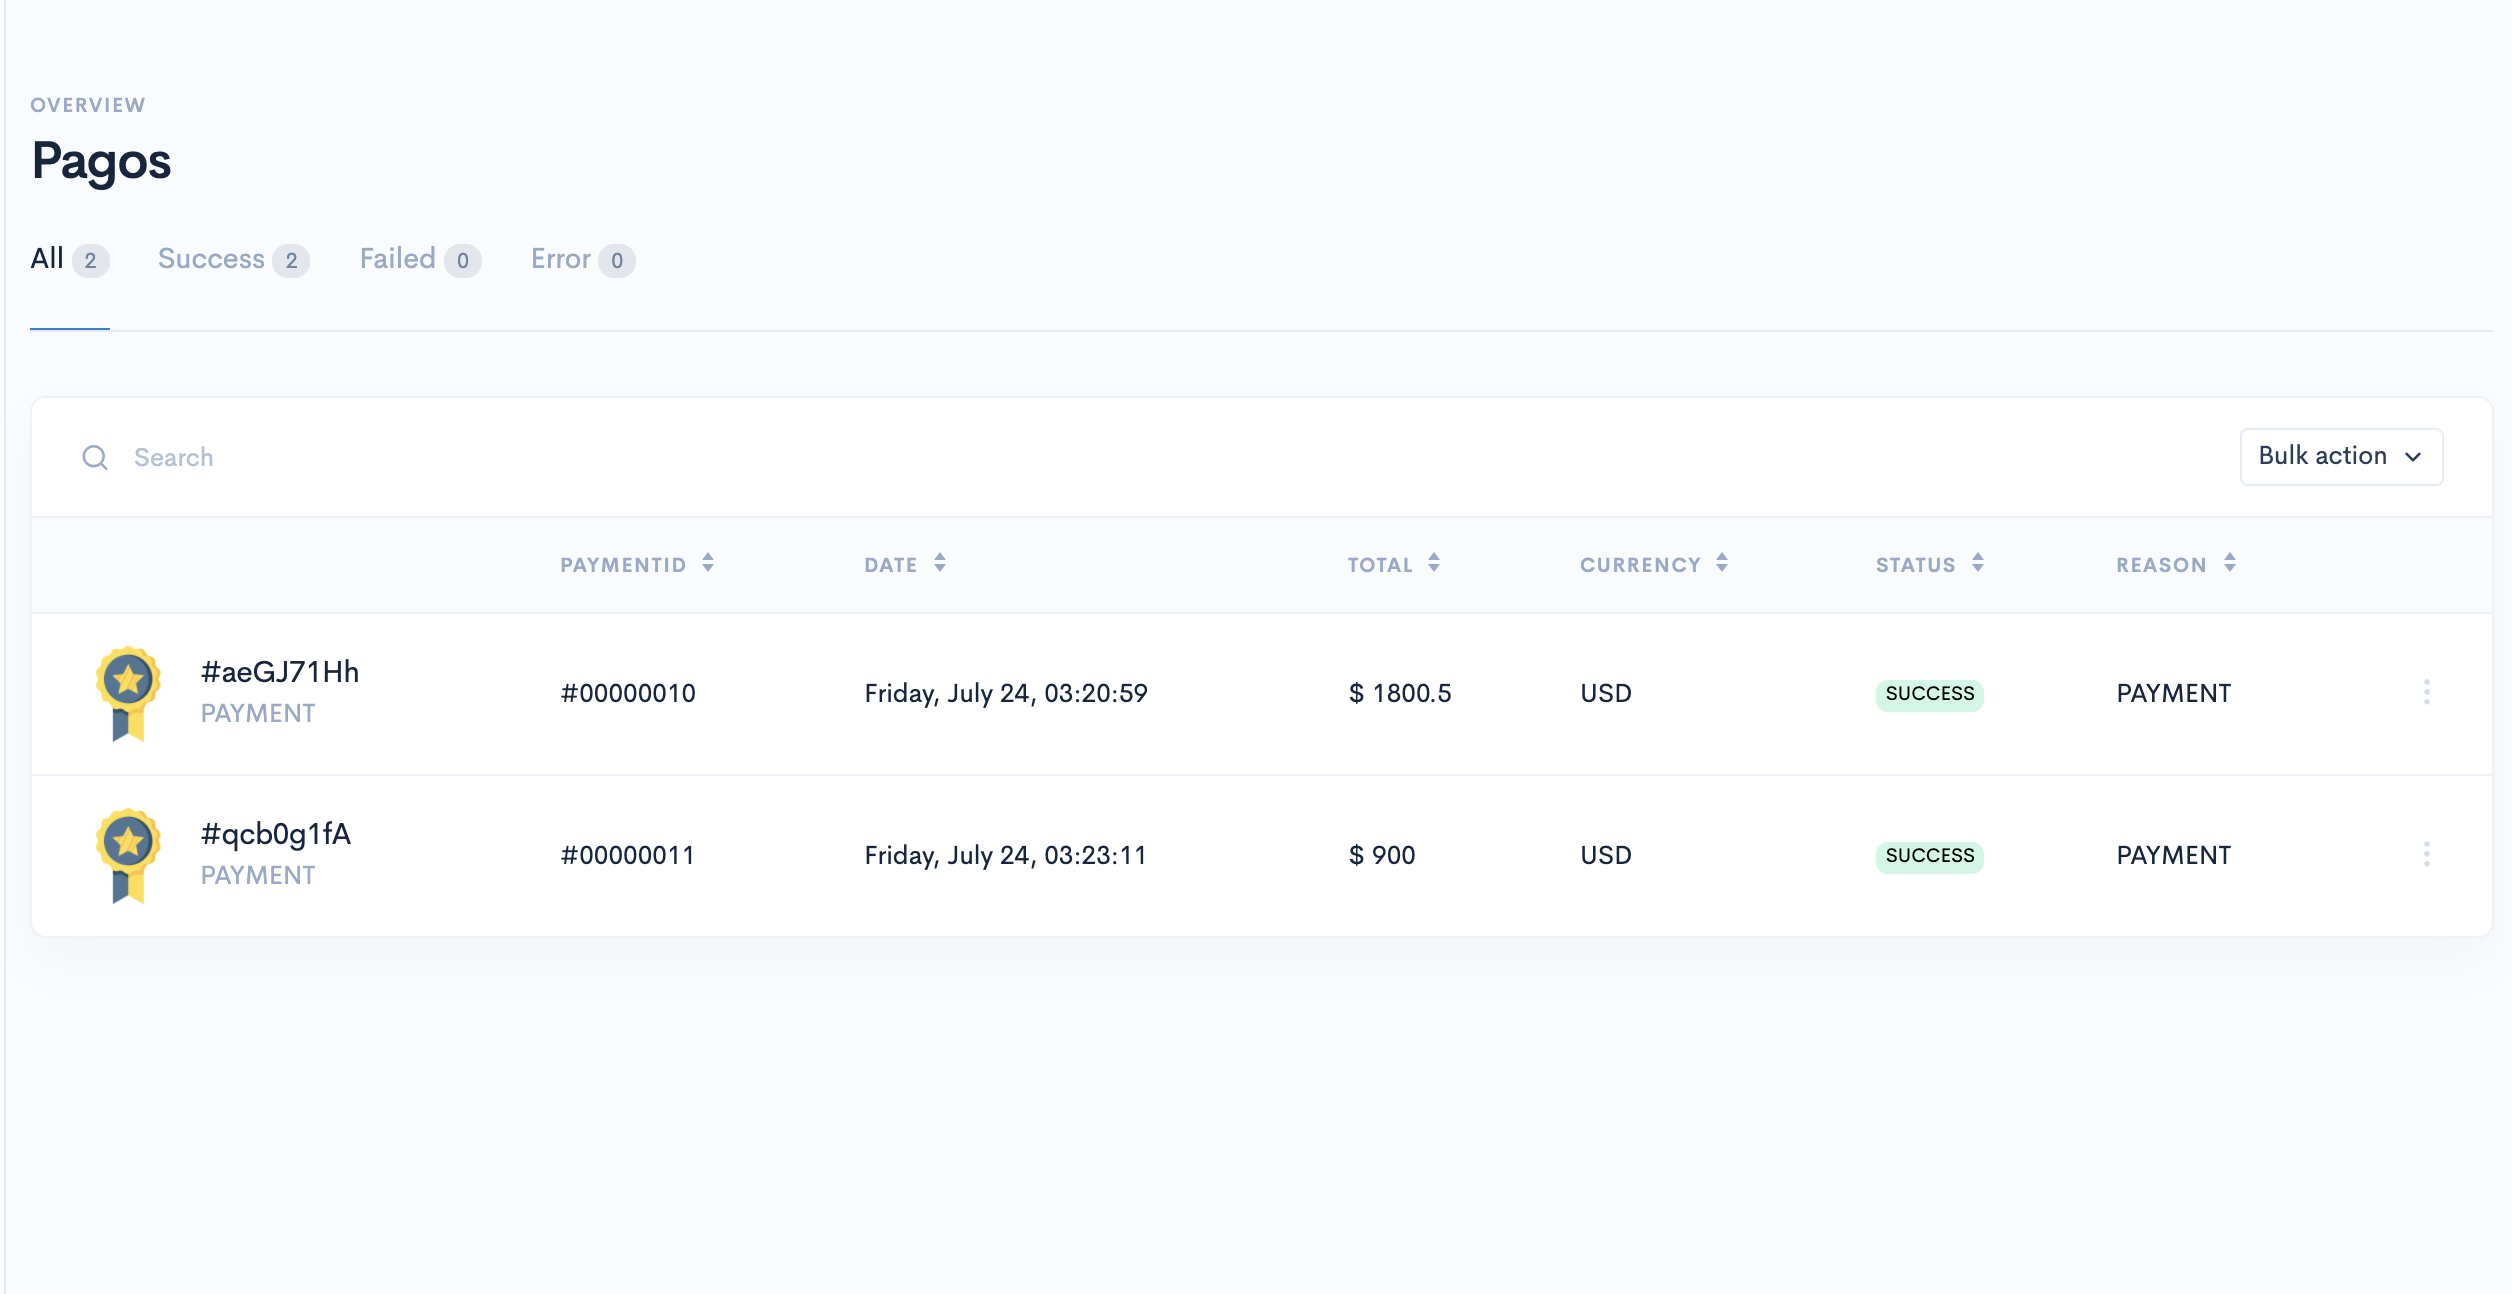 OVERVIEW
Pagos
All 2 Success 2 Failed 0 Error 0
Search Bulk action
PAYMENTID DATE TOTAL CURRENCY STATUS REASON
#aeGJ71Hh
PAYMENT
#00000010 Friday, July 24, 03:20:59 $ 1800.5 USD SUCCESS PAYMENT
#qcb0g1fA
PAYMENT
#00000011 Friday, July 24, 03:23:11 $ 900 USD SUCCESS PAYMENT